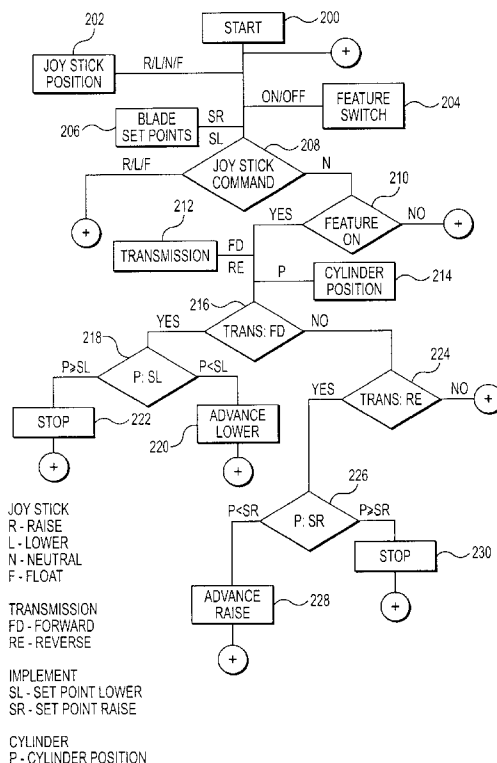 200
START
+
202
JOY STICK
POSITION
R/L/N/F
ON/OFF
FEATURE
SWITCH
204
206
BLADE
SET POINTS
SR
SL
208
JOY STICK
COMMAND
R/L/F
N
+
210
FEATURE
ON
YES
NO
+
212
TRANSMISSION
FD
RE
P
CYLINDER
POSITION
214
216
TRANS: FD
YES
NO
218
P: SL
P⩾SL
P<SL
STOP
222
+
ADVANCE
LOWER
220
+
224
TRANS: RE
YES
NO
+
226
P: SR
P<SR
P⩾SR
STOP
230
+
ADVANCE
RAISE
228
+
JOY STICK
R - RAISE
L - LOWER
N - NEUTRAL
F - FLOAT
TRANSMISSION
FD - FORWARD
RE - REVERSE
IMPLEMENT
SL - SET POINT LOWER
SR - SET POINT RAISE
CYLINDER
P - CYLINDER POSITION